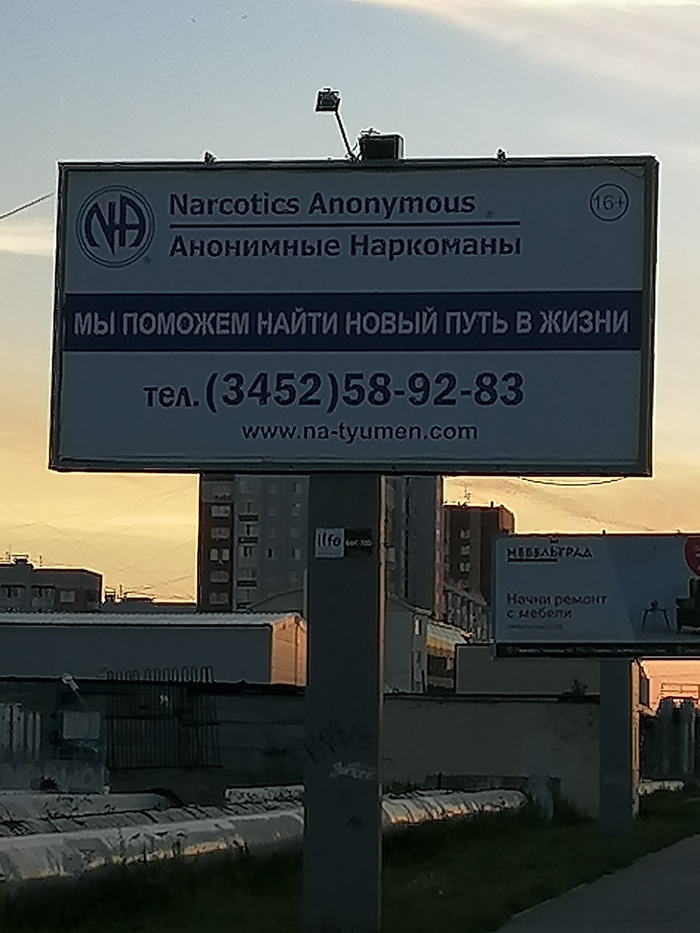 NA
Narcotics Anonymous
16+
Анонимные Наркоманы
МЫ ПОМОЖЕМ НАЙТИ НОВЫЙ ПУТЬ В ЖИЗНИ
тел. (3452)58-92-83
www.na-tyumen.com
ilfo
МЕБЕЛЬГРАД
Начни ремонт
с мебели